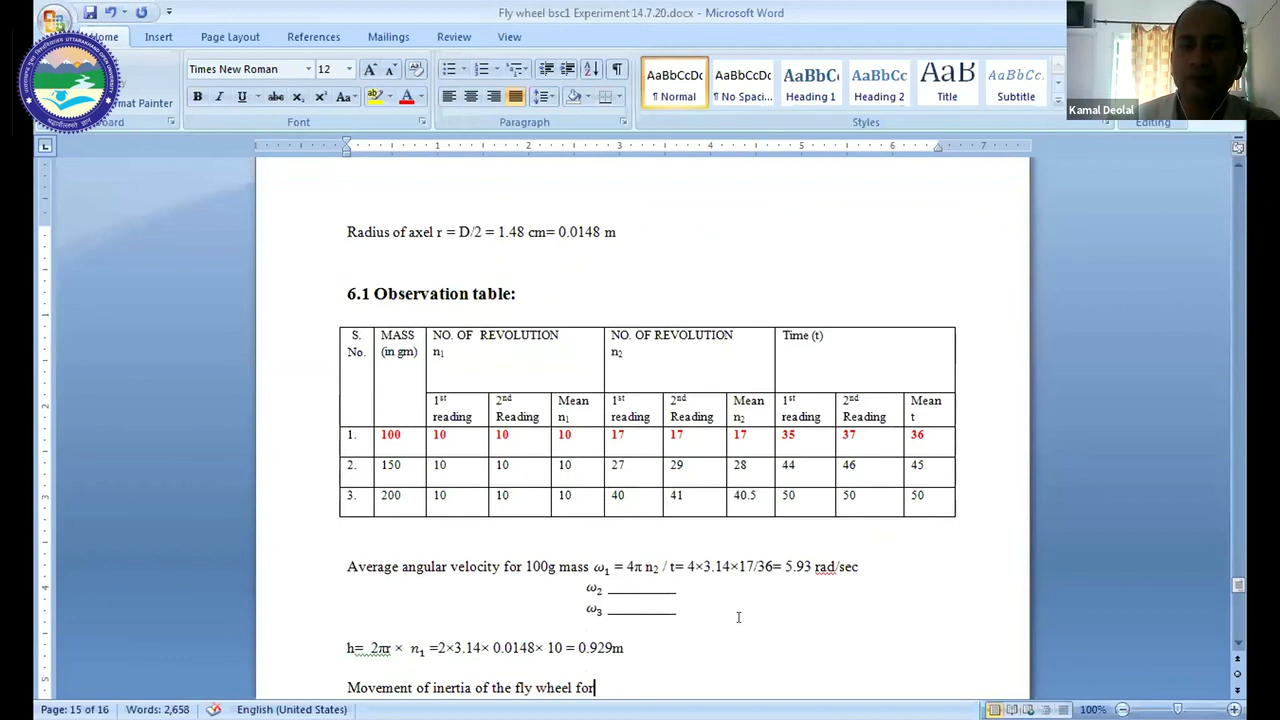 Fly wheel bsc1 Experiment 14.7.20.docx - Microsoft Word
Home Insert Page Layout References Mailings Review View
Times New Roman 12
AaBbCcDc AaBbCcDc AaBbC AaBbCc AaB AaBbCc
¶ Normal ¶ No Spaci... Heading 1 Heading 2 Title Subtitle
Format Painter
Font Paragraph Styles Editing
Kamal Deolal
Radius of axel r = D/2 = 1.48 cm= 0.0148 m
6.1 Observation table:
S. No. MASS (in gm) NO. OF REVOLUTION n1 NO. OF REVOLUTION n2 Time (t)
1st reading 2nd Reading Mean n1 1st reading 2nd Reading Mean n2 1st reading 2nd Reading Mean t
1. 100 10 10 10 17 17 17 35 37 36
2. 150 10 10 10 27 29 28 44 46 45
3. 200 10 10 10 40 41 40.5 50 50 50
Average angular velocity for 100g mass ω1 = 4π n2 / t= 4×3.14×17/36= 5.93 rad/sec
ω2 ________
ω3 ________
h= 2πr × n1 =2×3.14× 0.0148× 10 = 0.929m
Movement of inertia of the fly wheel for
Page: 15 of 16 Words: 2,658 English (United States) 100%